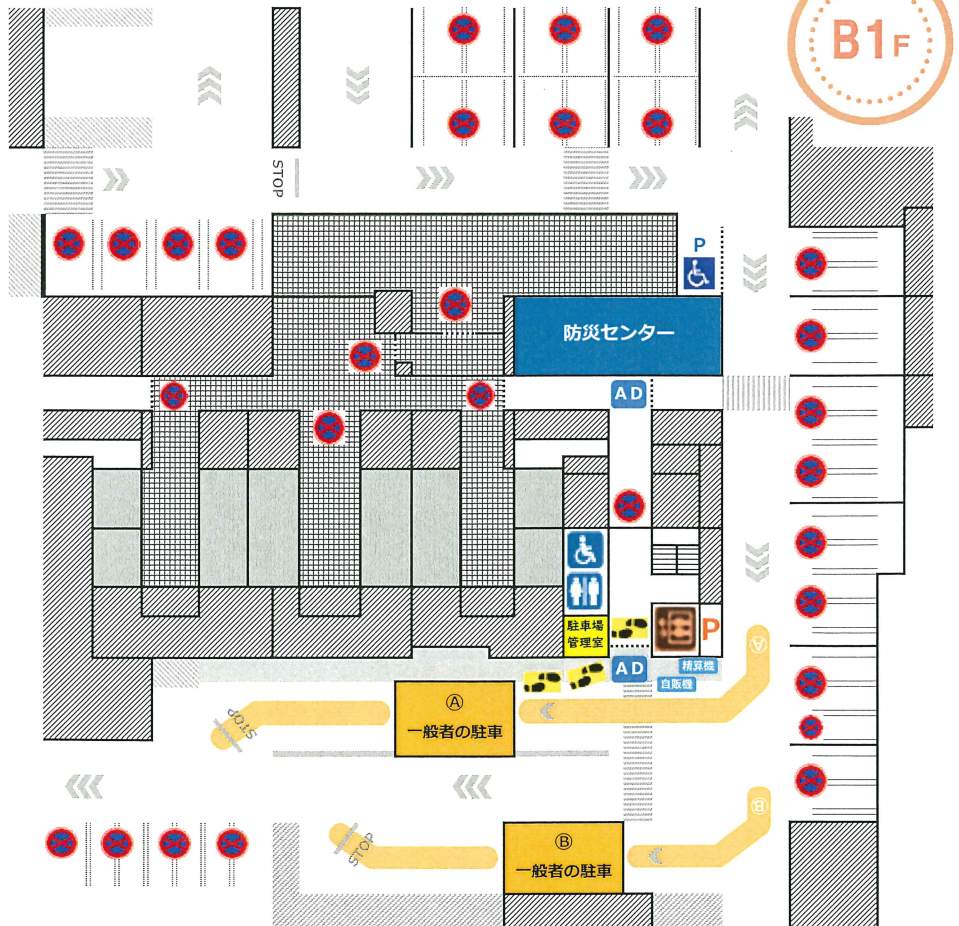 B1F
STOP
P
防災センター
AD
駐車場
管理室
P
AD
精算機
自販機
A
Ⓐ
一般者の駐車
STOP
B
Ⓑ
一般者の駐車
STOP